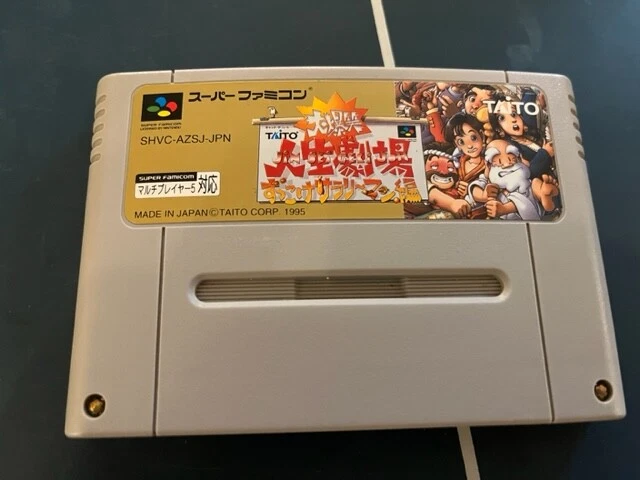 スーパーファミコン
SUPER FAMICOM
SHVC-AZSJ-JPN
SUPER FAMICOM
マルチプレイヤー5 対応
大爆笑
TAITO
人生劇場
ずっこけサラリーマン編
TAITO
MADE IN JAPAN ©TAITO CORP. 1995